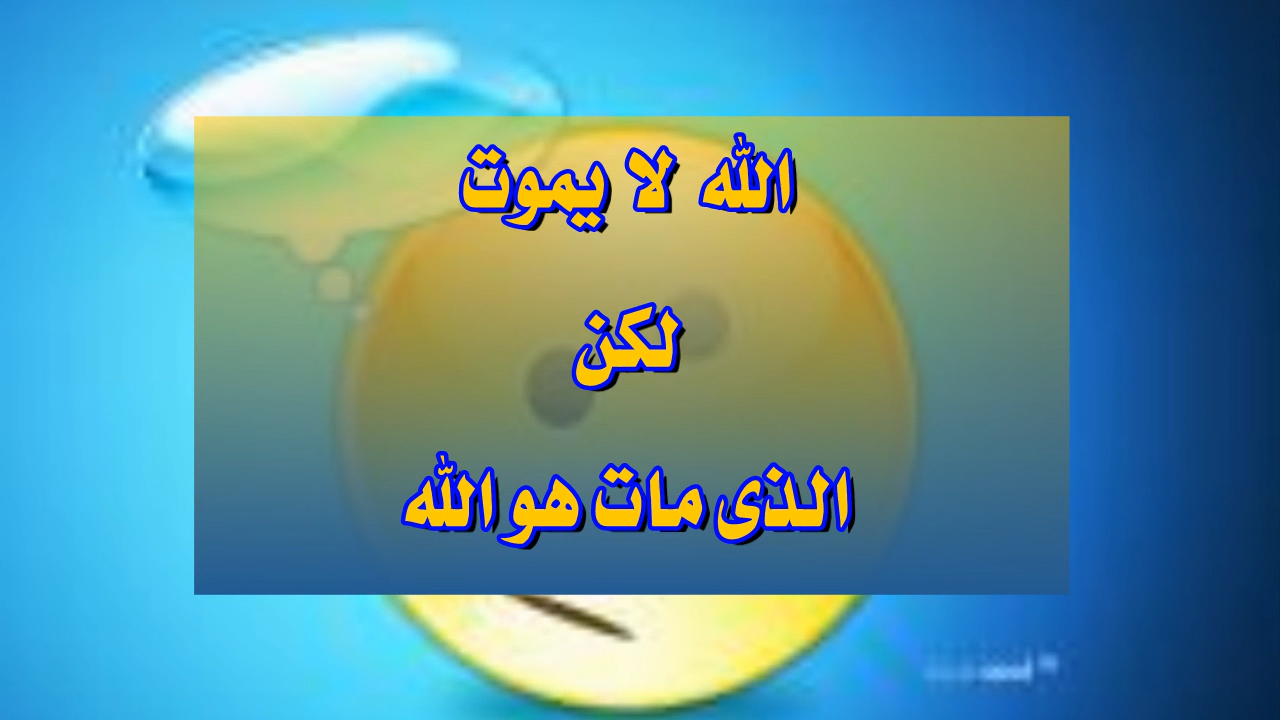 الله لا يموت
لكن
الذى مات هو الله